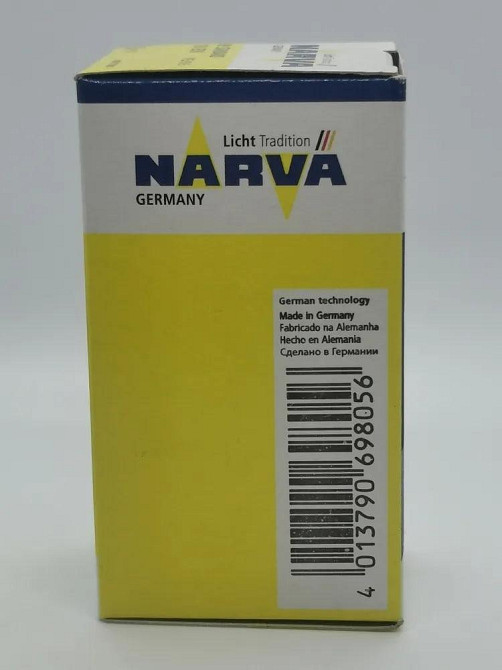 NARVA
Licht Tradition
NARVA
GERMANY
German technology
Made in Germany
Fabricado na Alemanha
Hecho en Alemania
Сделано в Германии
4 013790 698056